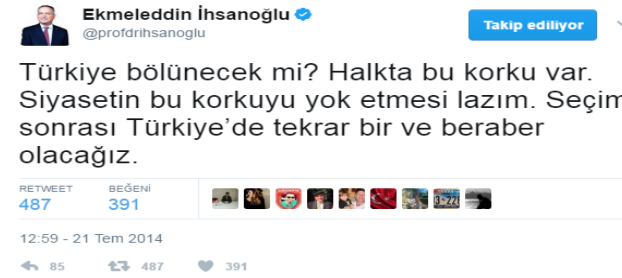 Ekmeleddin İhsanoğlu
@profdrihsanoglu
Takip ediliyor
Türkiye bölünecek mi? Halkta bu korku var.
Siyasetin bu korkuyu yok etmesi lazım. Seçim
sonrası Türkiye'de tekrar bir ve beraber
olacağız.
RETWEET BEĞENİ
487 391
12:59 - 21 Tem 2014
85 487 391